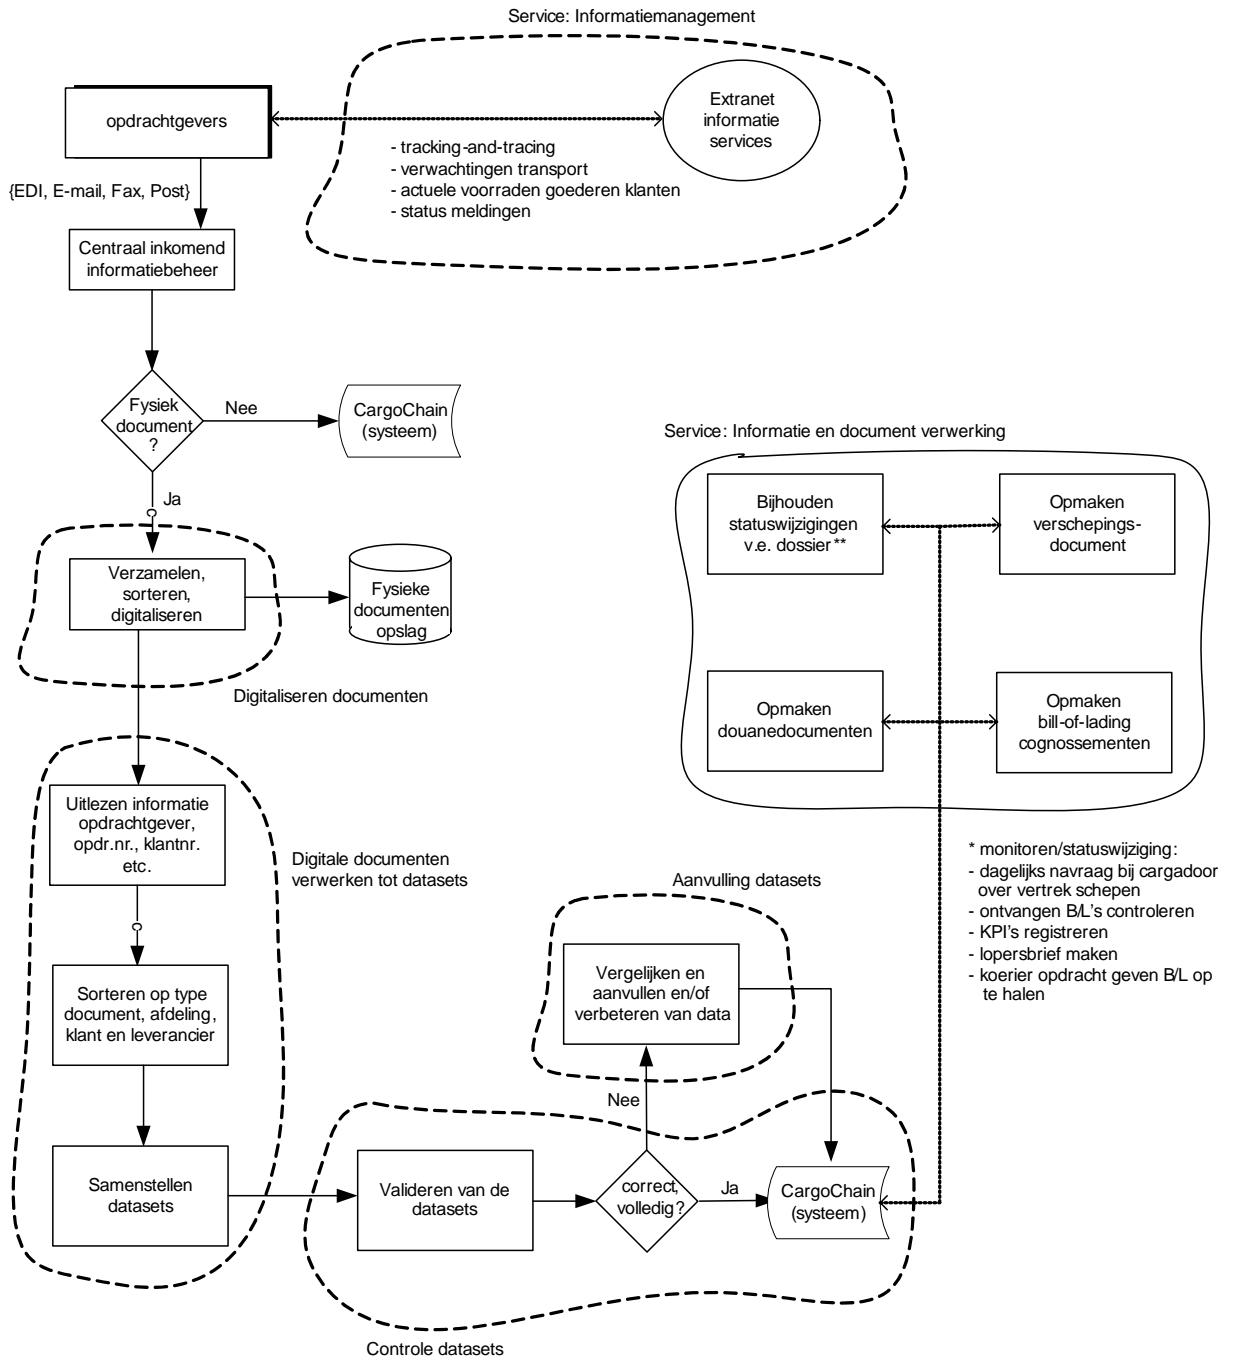 Service: Informatiemanagement
opdrachtgevers
Extranet
informatie
services
- tracking-and-tracing
- verwachtingen transport
- actuele voorraden goederen klanten
- status meldingen
{EDI, E-mail, Fax, Post}
Centraal inkomend
informatiebeheer
Fysiek
document
?
Nee
CargoChain
(systeem)
Ja
c
Verzamelen,
sorteren,
digitaliseren
Fysieke
documenten
opslag
Digitaliseren documenten
Service: Informatie en document verwerking
Bijhouden
statuswijzigingen
v.e. dossier**
Opmaken
verschepings-
document
Opmaken
douanedocumenten
Opmaken
bill-of-lading
cognossementen
Uitlezen informatie
opdrachtgever,
opdr.nr., klantnr.
etc.
c
Digitale documenten
verwerken tot datasets
Sorteren op type
document, afdeling,
klant en leverancier
Samenstellen
datasets
Aanvulling datasets
Vergelijken en
aanvullen en/of
verbeteren van data
* monitoren/statuswijziging:
- dagelijks navraag bij cargadoor
over vertrek schepen
- ontvangen B/L's controleren
- KPI's registreren
- lopersbrief maken
- koerier opdracht geven B/L op
te halen
Nee
Valideren van de
datasets
correct,
volledig?
Ja
CargoChain
(systeem)
Controle datasets